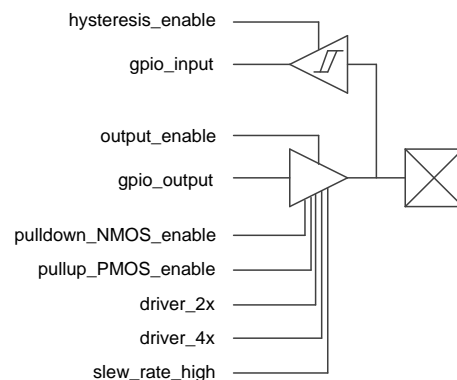 hysteresis_enable
gpio_input
output_enable
gpio_output
pulldown_NMOS_enable
pullup_PMOS_enable
driver_2x
driver_4x
slew_rate_high